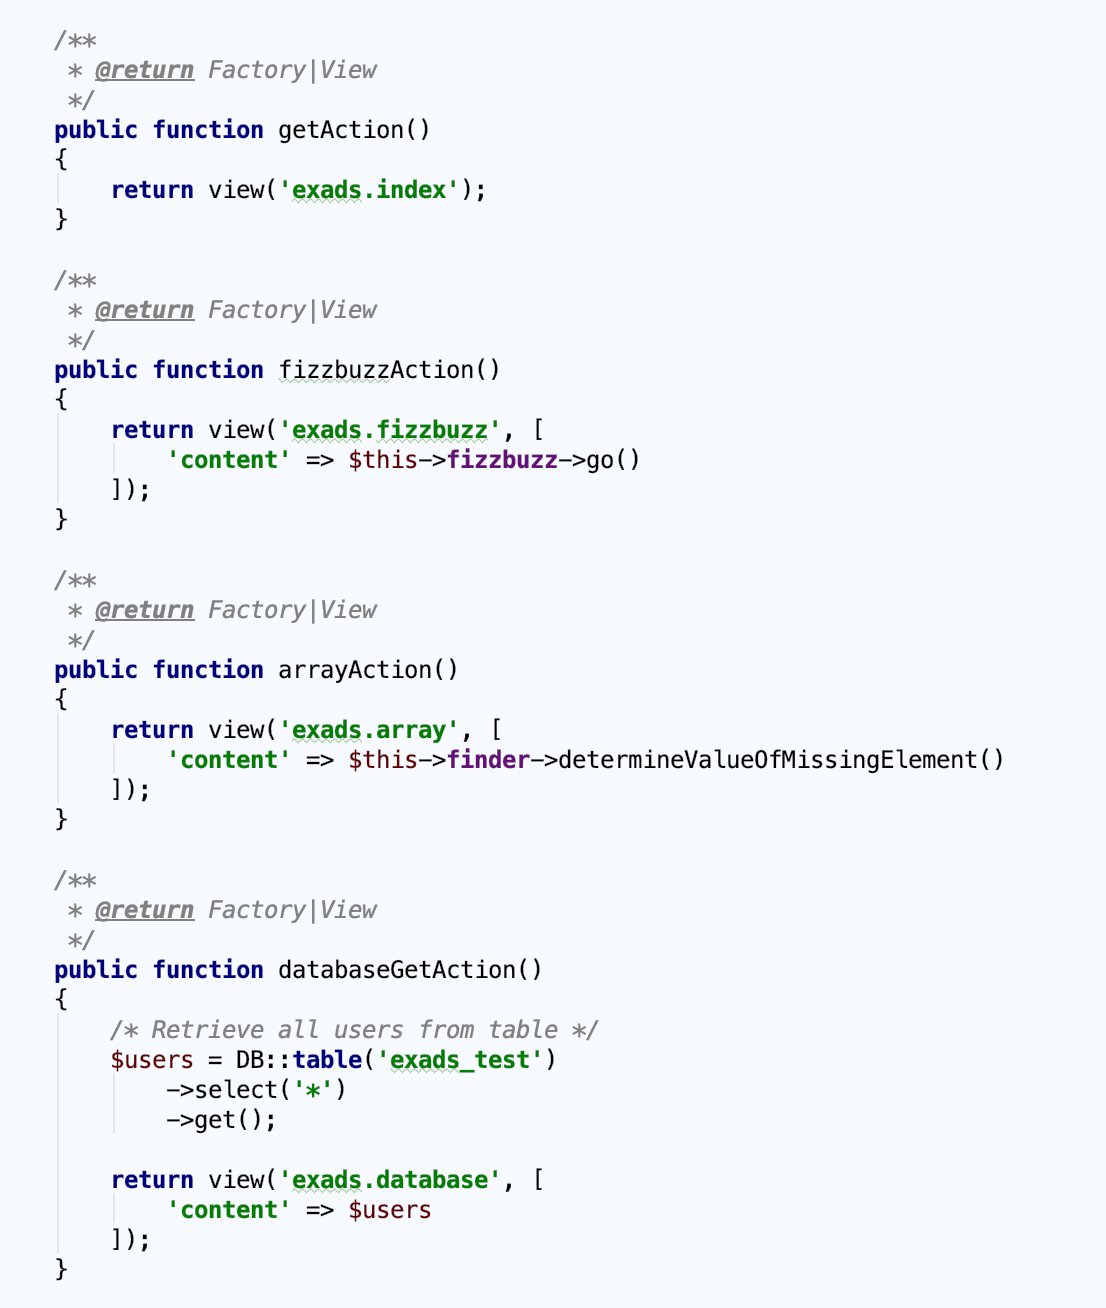 /**
 * @return Factory|View
 */
public function getAction()
{
    return view('exads.index');
}

/**
 * @return Factory|View
 */
public function fizzbuzzAction()
{
    return view('exads.fizzbuzz', [
        'content' => $this->fizzbuzz->go()
    ]);
}

/**
 * @return Factory|View
 */
public function arrayAction()
{
    return view('exads.array', [
        'content' => $this->finder->determineValueOfMissingElement()
    ]);
}

/**
 * @return Factory|View
 */
public function databaseGetAction()
{
    /* Retrieve all users from table */
    $users = DB::table('exads_test')
        ->select('*')
        ->get();

    return view('exads.database', [
        'content' => $users
    ]);
}